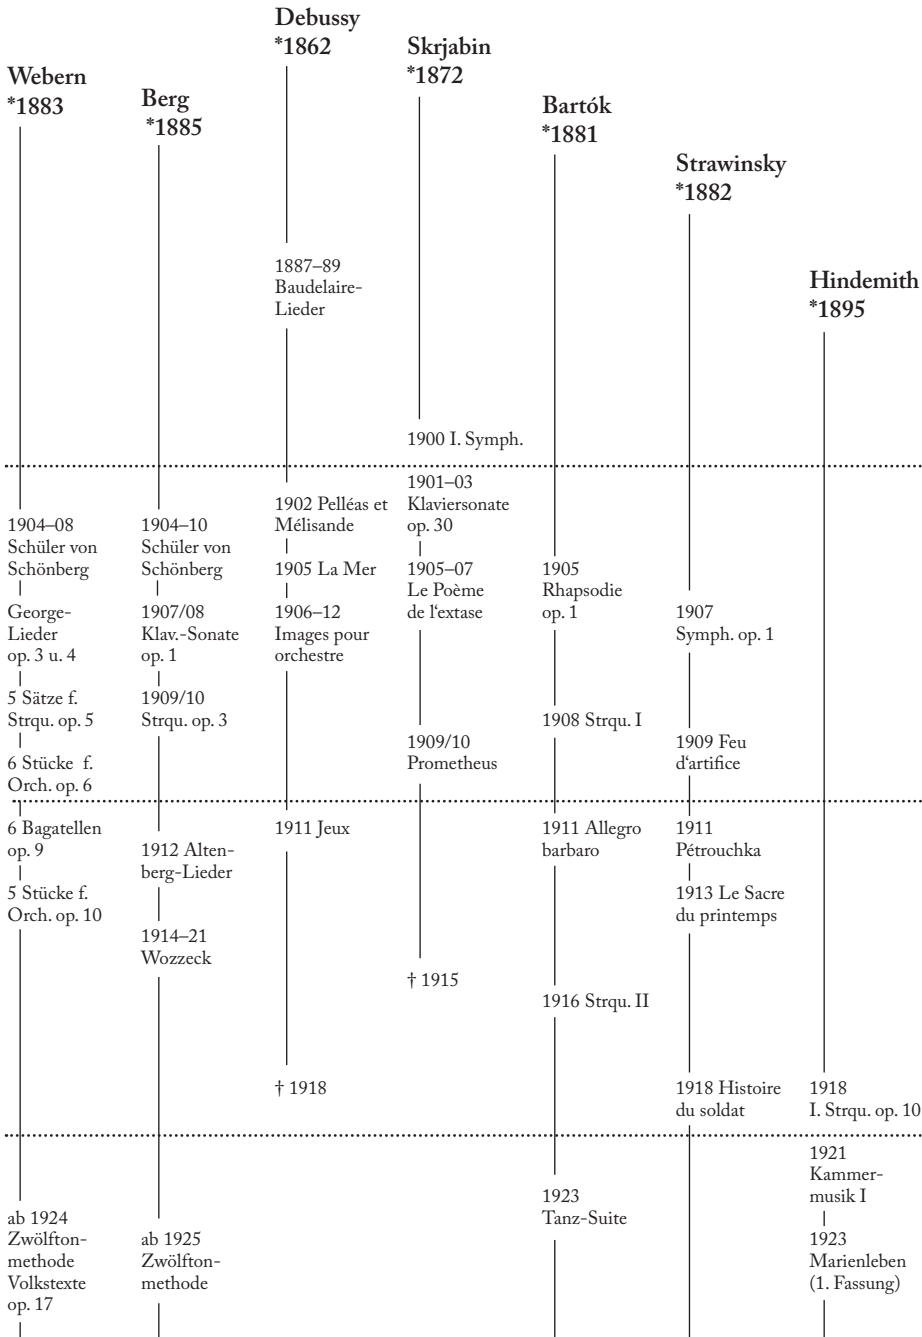 Webern
*1883
1904–08
Schüler von
Schönberg
George-
Lieder
op. 3 u. 4
5 Sätze f.
Strqu. op. 5
6 Stücke f.
Orch. op. 6
6 Bagatellen
op. 9
5 Stücke f.
Orch. op. 10
ab 1924
Zwölfton-
methode
Volkstexte
op. 17
Berg
*1885
1904–10
Schüler von
Schönberg
1907/08
Klav.-Sonate
op. 1
1909/10
Strqu. op. 3
1912 Alten-
berg-Lieder
1914–21
Wozzeck
ab 1925
Zwölfton-
methode
Debussy
*1862
1887–89
Baudelaire-
Lieder
1902 Pelléas et
Mélisande
1905 La Mer
1906–12
Images pour
orchestre
1911 Jeux
† 1918
Skrjabin
*1872
1900 I. Symph.
1901–03
Klaviersonate
op. 30
1905–07
Le Poème
de l‘extase
1909/10
Prometheus
† 1915
Bartók
*1881
1905
Rhapsodie
op. 1
1908 Strqu. I
1911 Allegro
barbaro
1916 Strqu. II
1923
Tanz-Suite
Strawinsky
*1882
1907
Symph. op. 1
1909 Feu
d‘artifice
1911
Pétrouchka
1913 Le Sacre
du printemps
1918 Histoire
du soldat
Hindemith
*1895
1918
I. Strqu. op. 10
1921
Kammer-
musik I
1923
Marienleben
(1. Fassung)